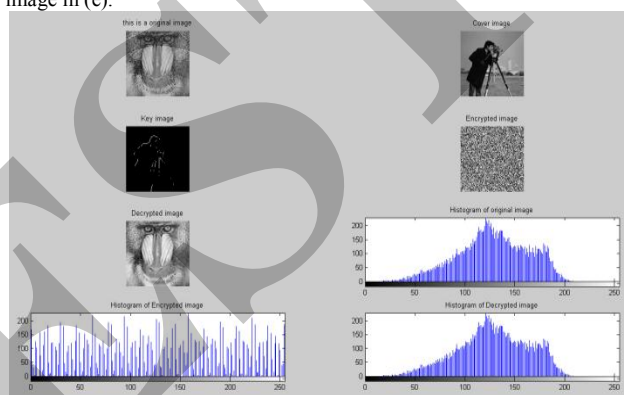 image in (e).
this is a original image
Cover image
Key image
Encrypted image
Decrypted image
Histogram of original image
200
150
100
50
0
0 50 100 150 200 250
Histogram of Encrypted image
200
150
100
50
0
0 50 100 150 200 250
Histogram of Decrypted image
200
150
100
50
0
0 50 100 150 200 250